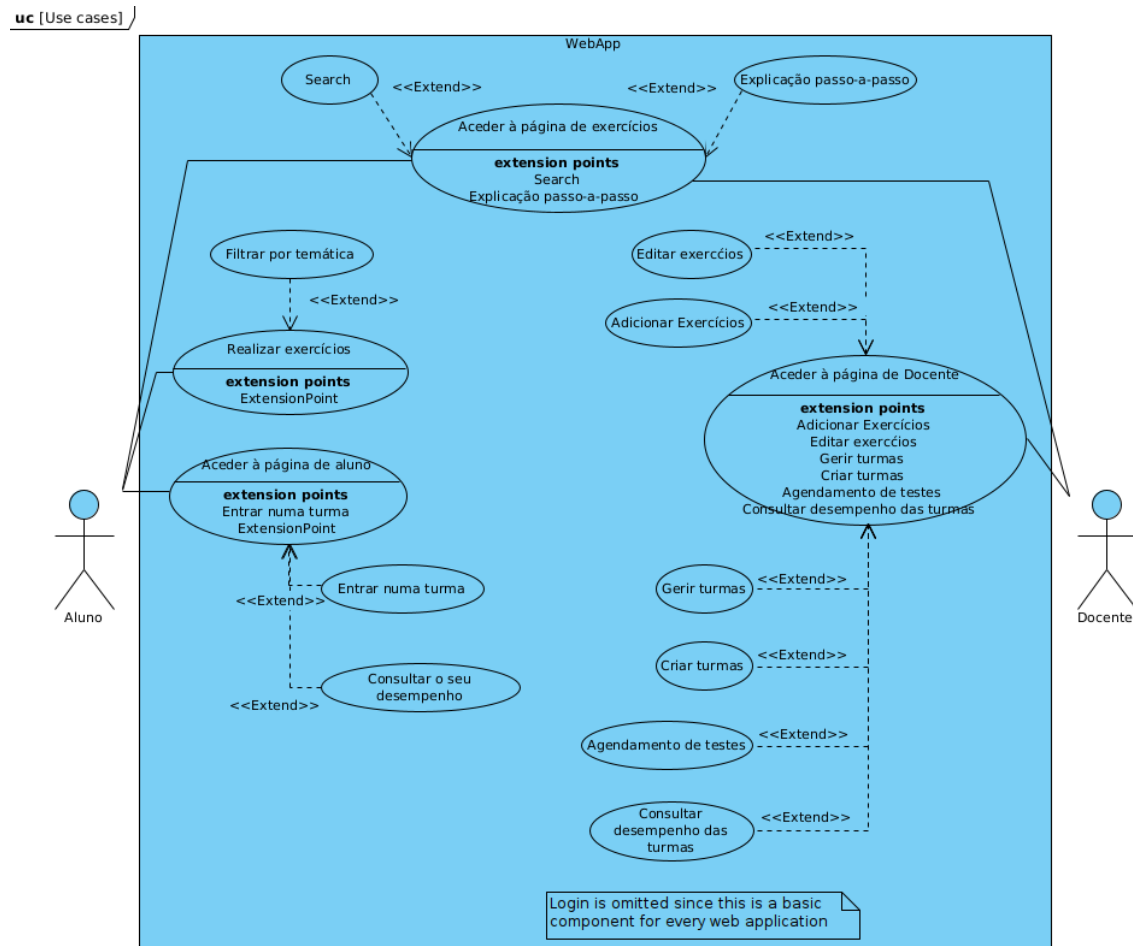 uc [Use cases]
WebApp
Search
<<Extend>>
<<Extend>>
Explicação passo-a-passo
Aceder à página de exercícios
extension points
Search
Explicação passo-a-passo
Filtrar por temática
<<Extend>>
Editar exercćios
<<Extend>>
Adicionar Exercícios
<<Extend>>
Realizar exercícios
extension points
ExtensionPoint
Aceder à página de Docente
extension points
Adicionar Exercícios
Editar exercćios
Gerir turmas
Criar turmas
Agendamento de testes
Consultar desempenho das turmas
Aceder à página de aluno
extension points
Entrar numa turma
ExtensionPoint
Aluno
Docente
Entrar numa turma
<<Extend>>
Consultar o seu
desempenho
<<Extend>>
Gerir turmas
<<Extend>>
Criar turmas
<<Extend>>
Agendamento de testes
<<Extend>>
Consultar
desempenho das
turmas
<<Extend>>
Login is omitted since this is a basic
component for every web application